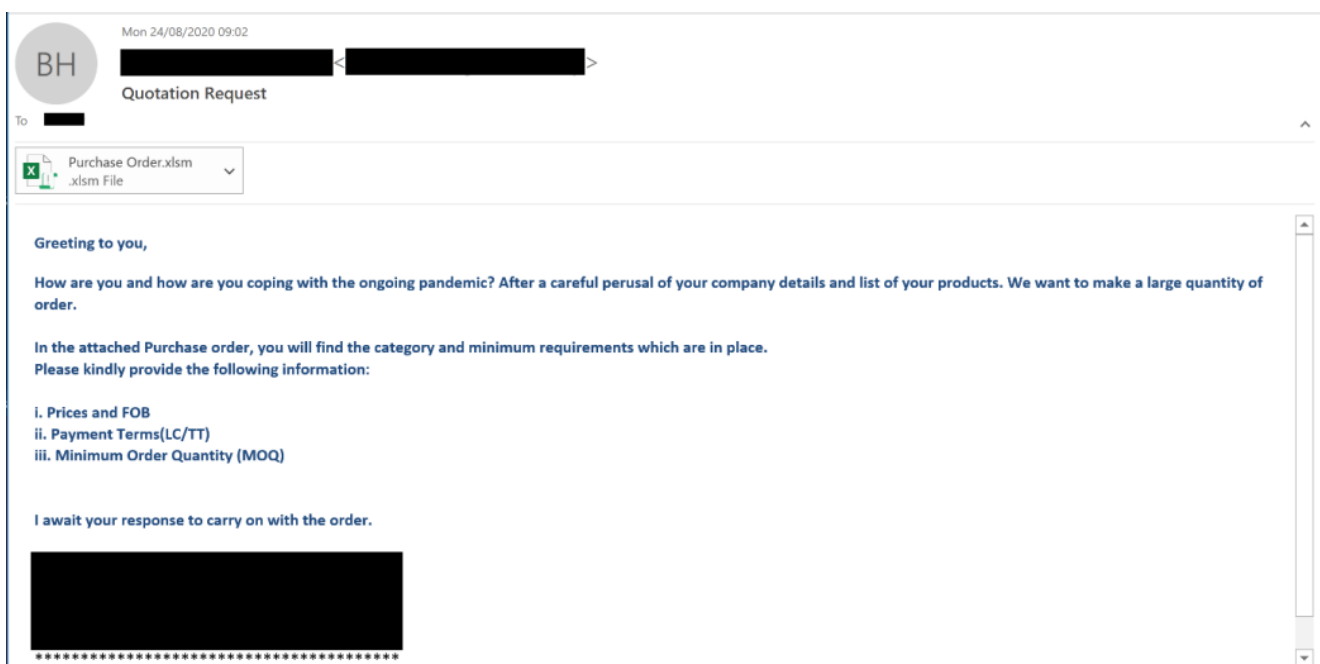 Mon 24/08/2020 09:02
BH
< >
Quotation Request
To
Purchase Order.xlsm
.xlsm File
Greeting to you,
How are you and how are you coping with the ongoing pandemic? After a careful perusal of your company details and list of your products. We want to make a large quantity of
order.
In the attached Purchase order, you will find the category and minimum requirements which are in place.
Please kindly provide the following information:
i. Prices and FOB
ii. Payment Terms(LC/TT)
iii. Minimum Order Quantity (MOQ)
I await your response to carry on with the order.
****************************************